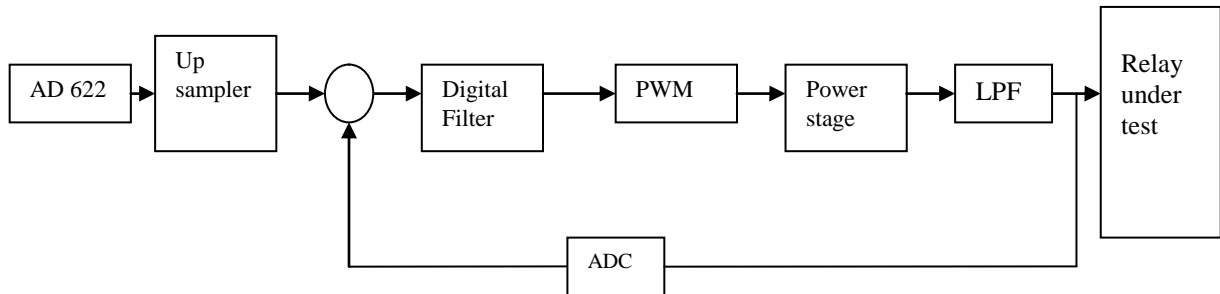 AD 622
Up
sampler
Digital
Filter
PWM
Power
stage
LPF
Relay
under
test
ADC